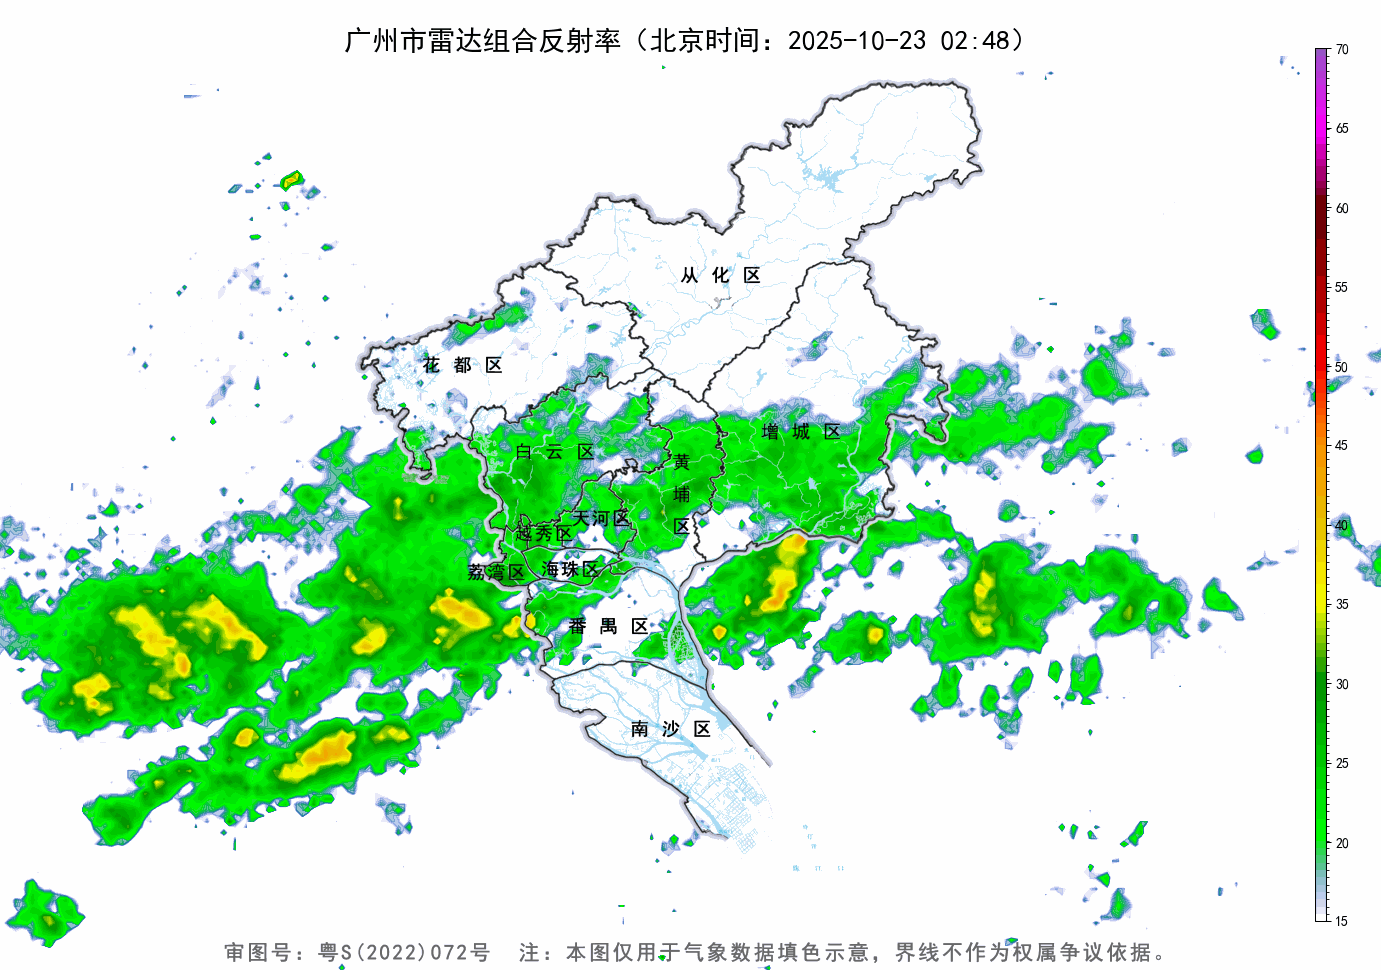 广州市雷达组合反射率（北京时间：2025-10-23 02:48）
70
65
60
55
50
45
40
35
30
25
20
15
从化区
花都区
增城区
白云区
黄埔区
天河区
越秀区
荔湾区
海珠区
番禺区
南沙区
审图号：粤S(2022)072号 注：本图仅用于气象数据填色示意，界线不作为权属争议依据。